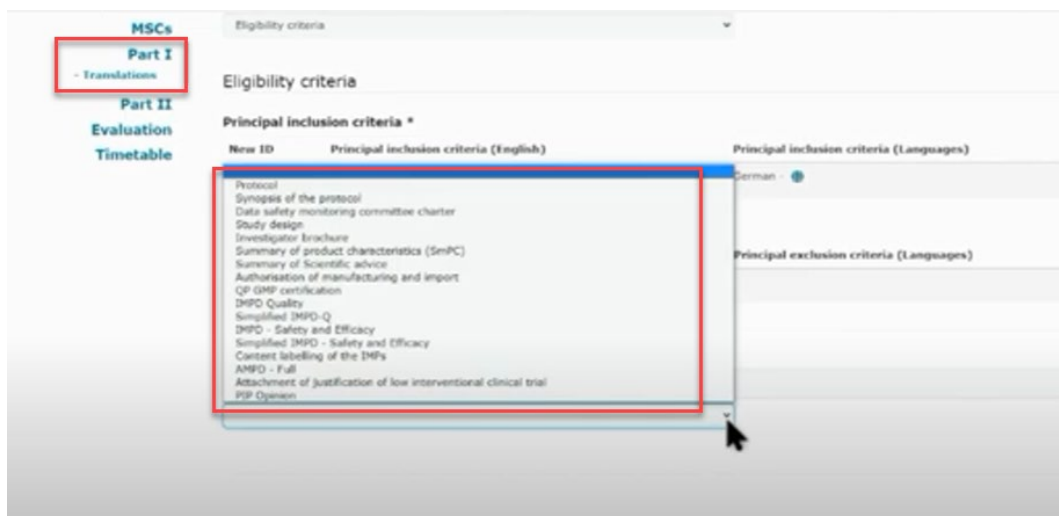 MSCs
Part I
- Translations
Part II
Evaluation
Timetable
Eligibility criteria
Eligibility criteria
Principal inclusion criteria *
New ID Principal inclusion criteria (English) Principal inclusion criteria (Languages)
German -
Protocol
Synopsis of the protocol
Data safety monitoring committee charter
Study design
Investigator brochure
Summary of product characteristics (SmPC)
Summary of Scientific advice
Principal exclusion criteria (Languages)
Authorisation of manufacturing and import
QP GMP certification
IMPD Quality
Simplified IMPD-Q
IMPD - Safety and Efficacy
Simplified IMPD - Safety and Efficacy
Content labelling of the IMPs
AMPD - Full
Attachment of justification of low interventional clinical trial
PIP Opinion